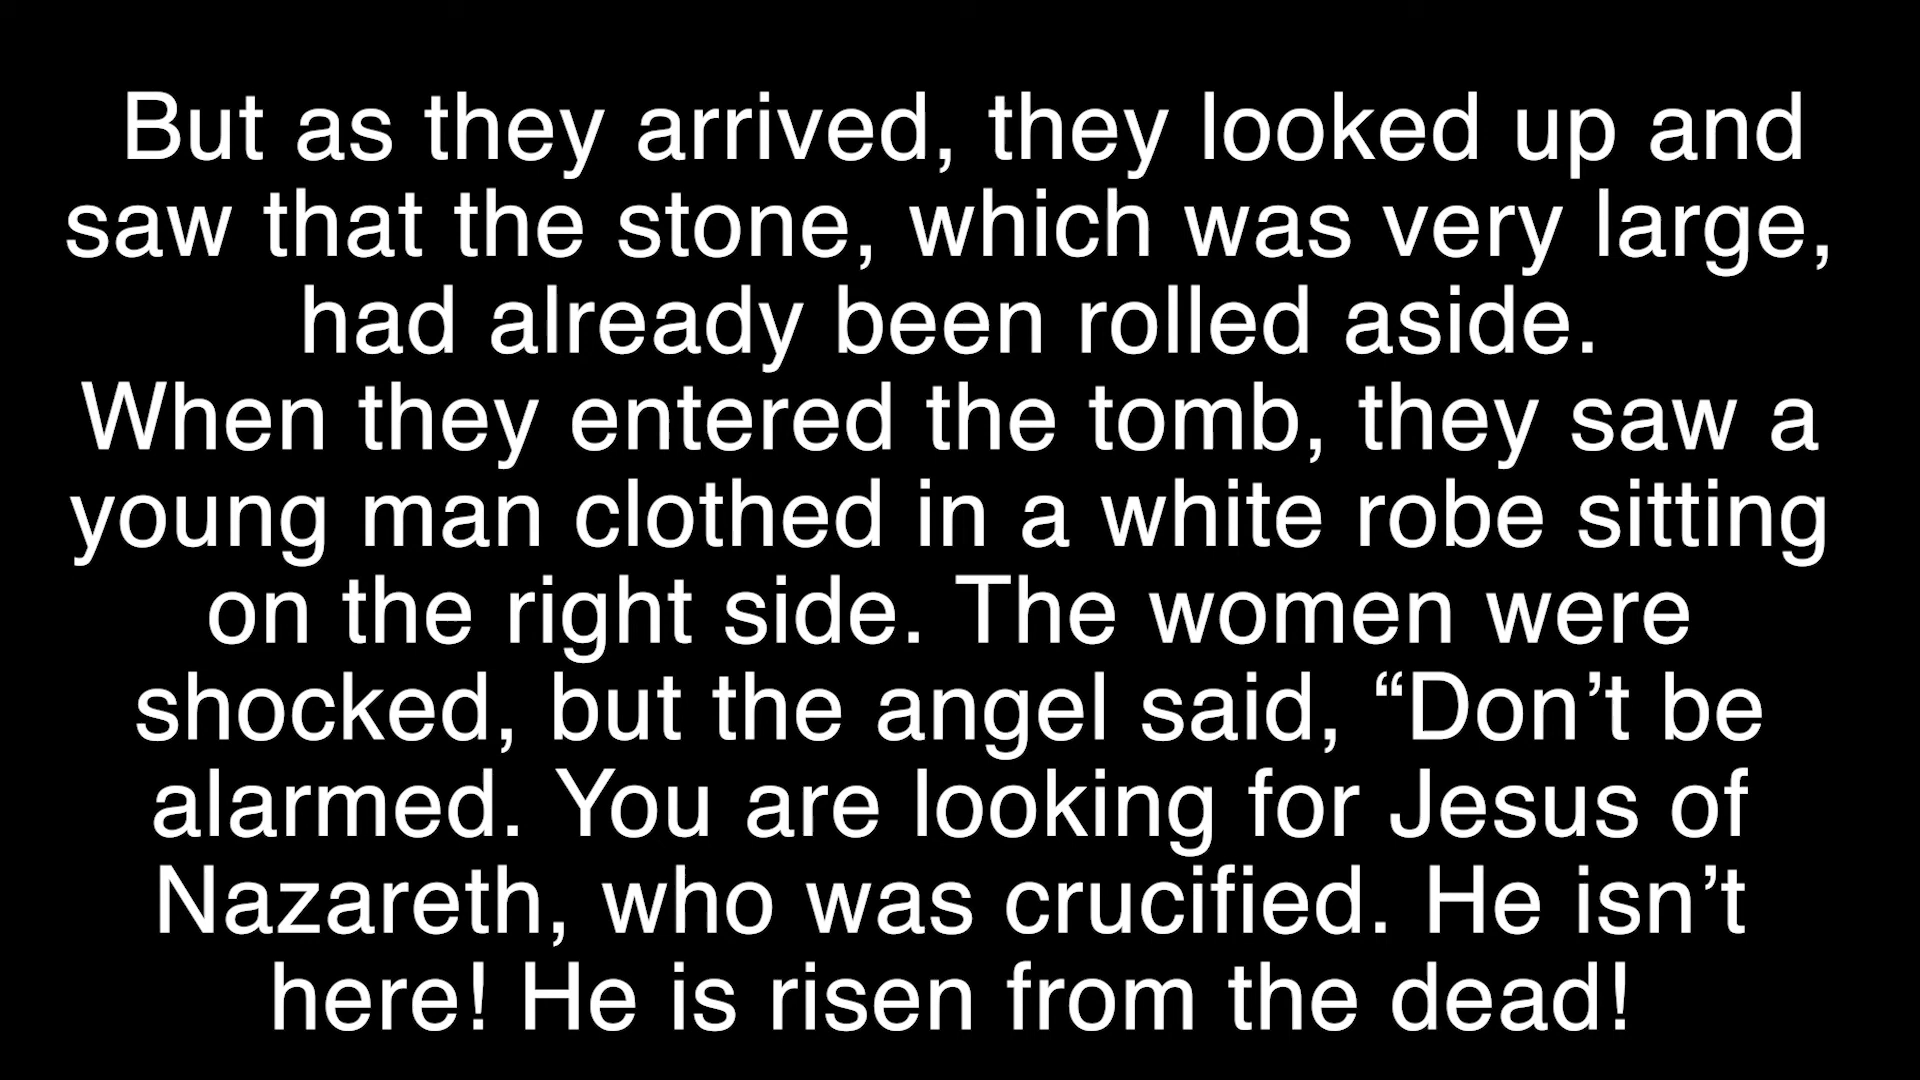 But as they arrived, they looked up and
saw that the stone, which was very large,
had already been rolled aside.
When they entered the tomb, they saw a
young man clothed in a white robe sitting
on the right side. The women were
shocked, but the angel said, “Don’t be
alarmed. You are looking for Jesus of
Nazareth, who was crucified. He isn’t
here! He is risen from the dead!